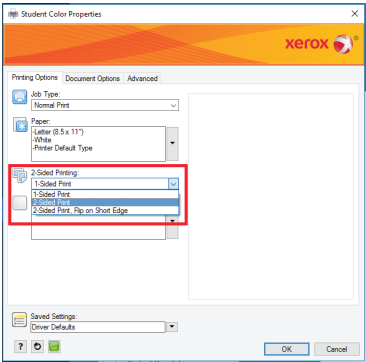 Student Color Properties
xerox
Printing Options Document Options Advanced
Job Type:
Normal Print
Paper:
-Letter (8.5 x 11")
-White
-Printer Default Type
2-Sided Printing:
1-Sided Print
1-Sided Print
2-Sided Print
2-Sided Print, Flip on Short Edge
Saved Settings:
Driver Defaults
?
OK Cancel